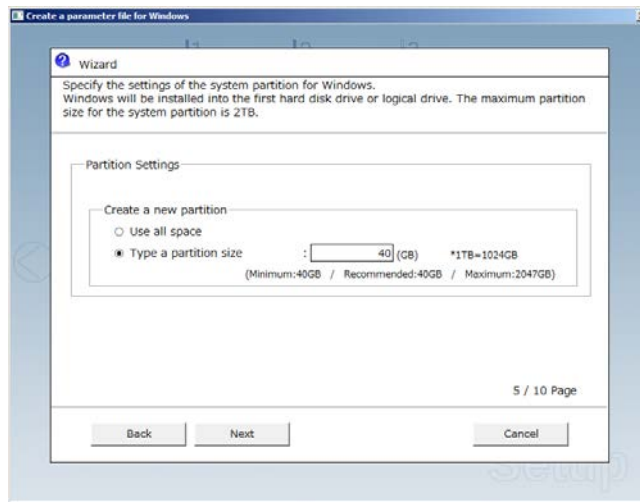 Create a parameter file for Windows
Wizard
Specify the settings of the system partition for Windows.
Windows will be installed into the first hard disk drive or logical drive. The maximum partition
size for the system partition is 2TB.
Partition Settings
Create a new partition
Use all space
Type a partition size : 40 (GB) *1TB=1024GB
(Minimum:40GB / Recommended:40GB / Maximum:2047GB)
5 / 10 Page
Back Next Cancel
Setup